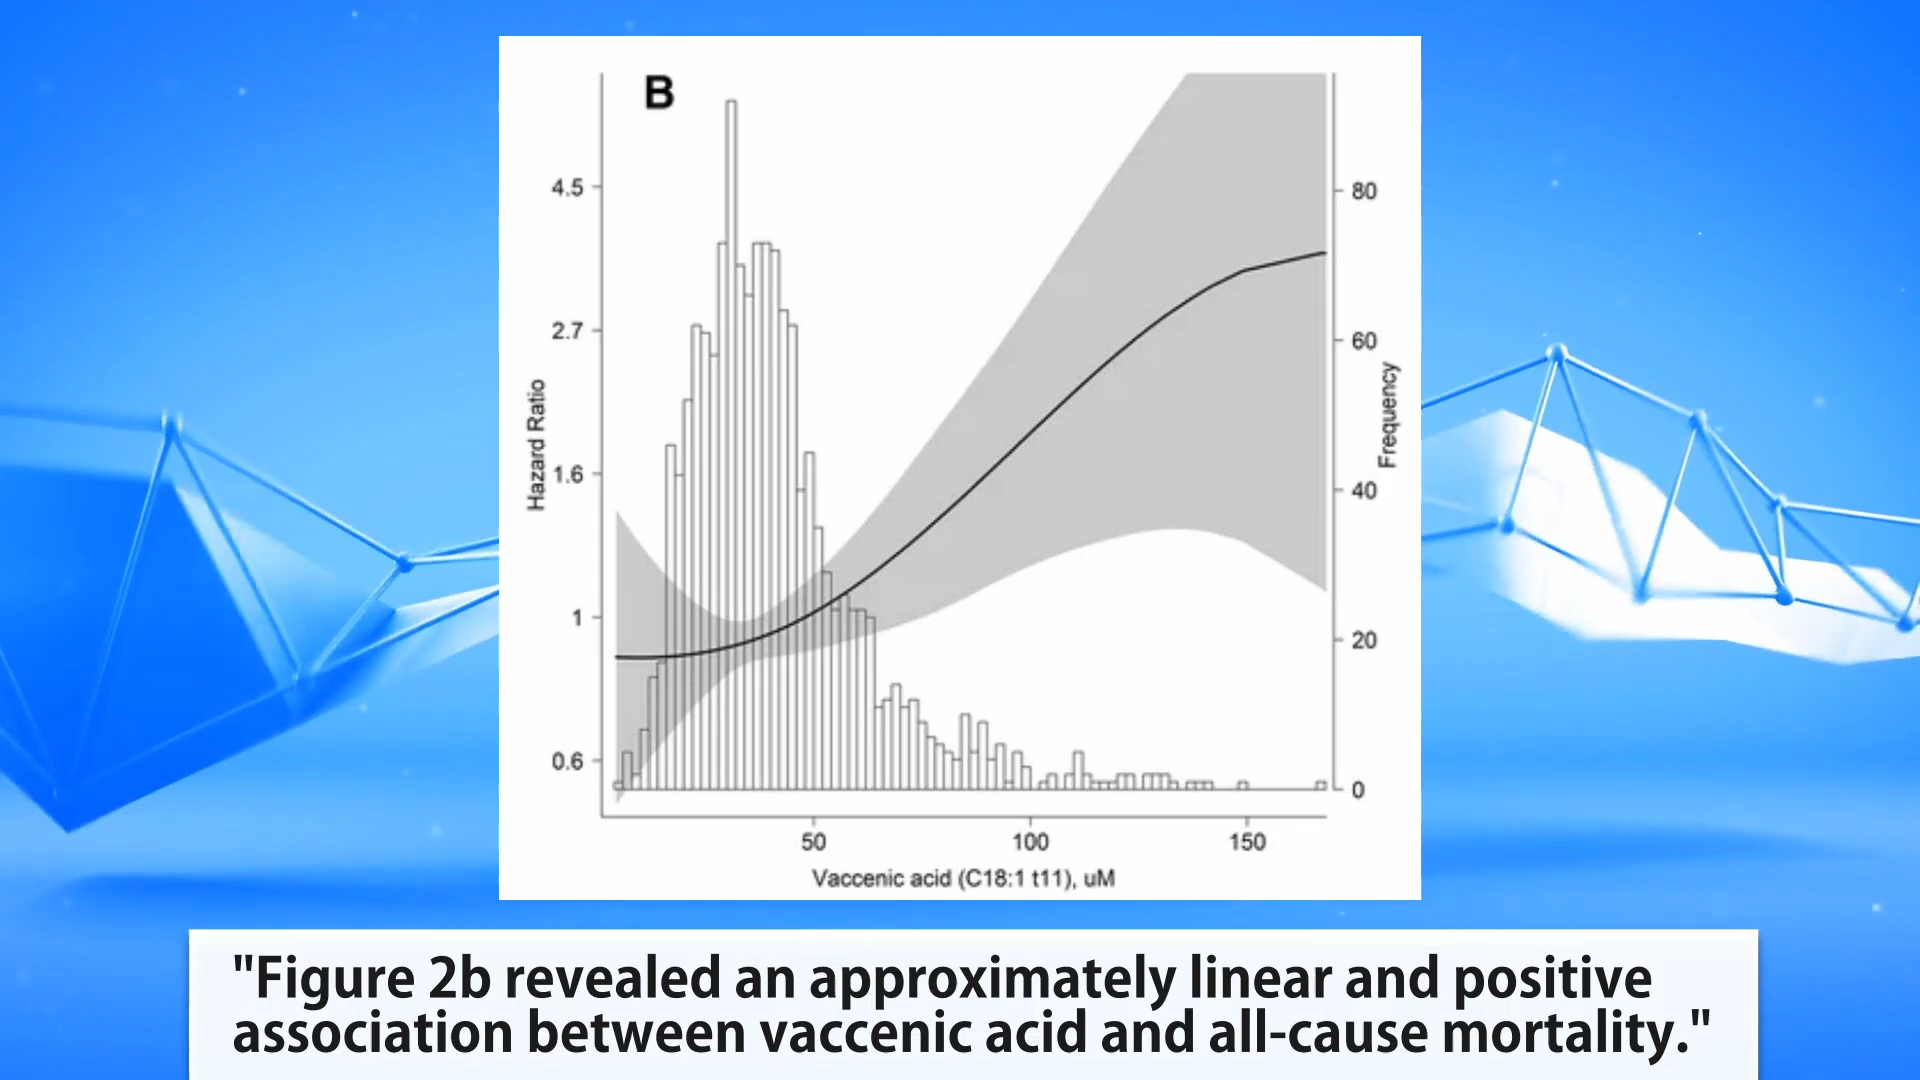 B
4.5
2.7
1.6
1
0.6
Hazard Ratio
80
60
40
20
0
Frequency
50 100 150
Vaccenic acid (C18:1 t11), uM
"Figure 2b revealed an approximately linear and positive
association between vaccenic acid and all-cause mortality."